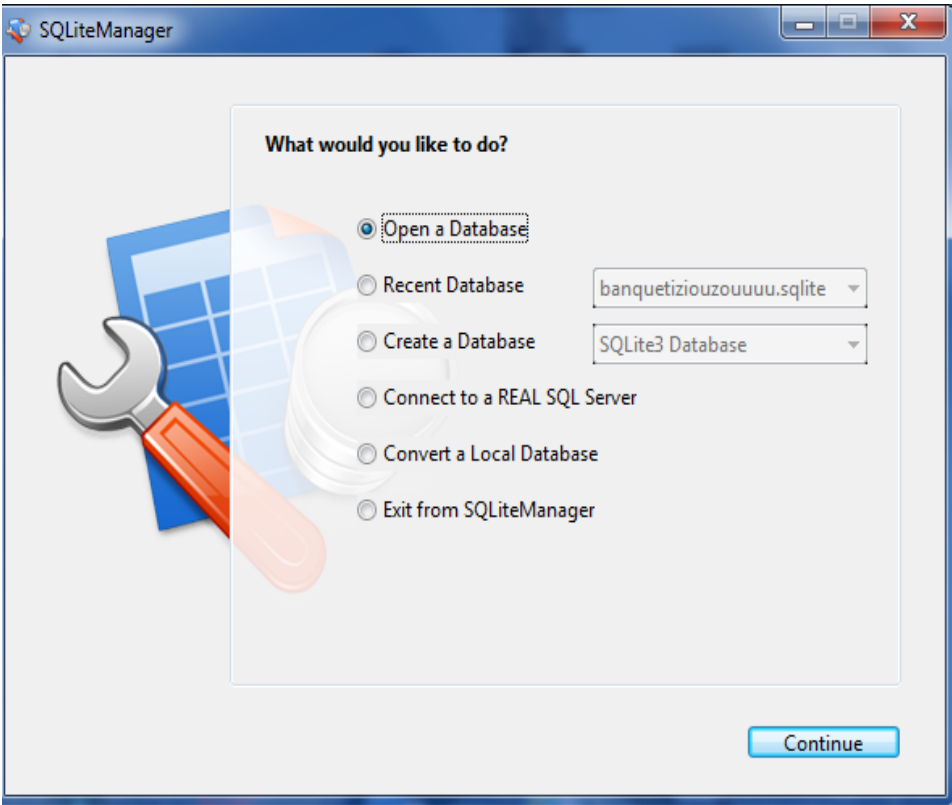 SQLiteManager
What would you like to do?
Open a Database
Recent Database banquetiziouzouuuu.sqlite
Create a Database SQLite3 Database
Connect to a REAL SQL Server
Convert a Local Database
Exit from SQLiteManager
Continue